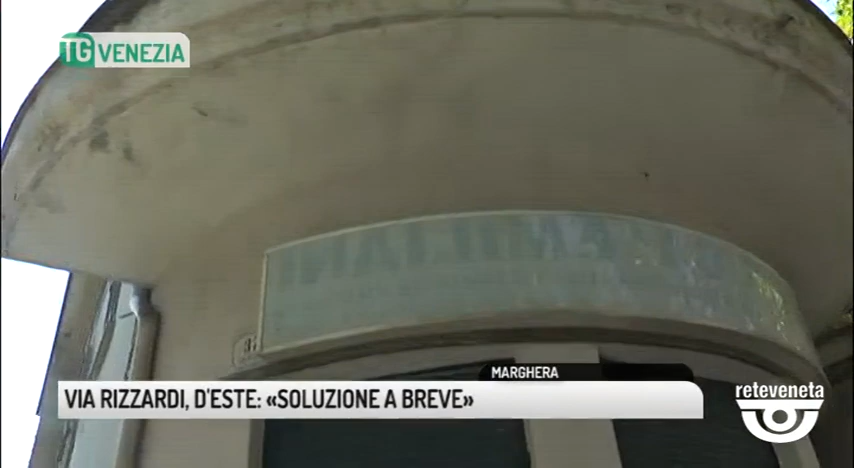 TG VENEZIA
MARGHERA
VIA RIZZARDI, D'ESTE: «SOLUZIONE A BREVE»
reteveneta